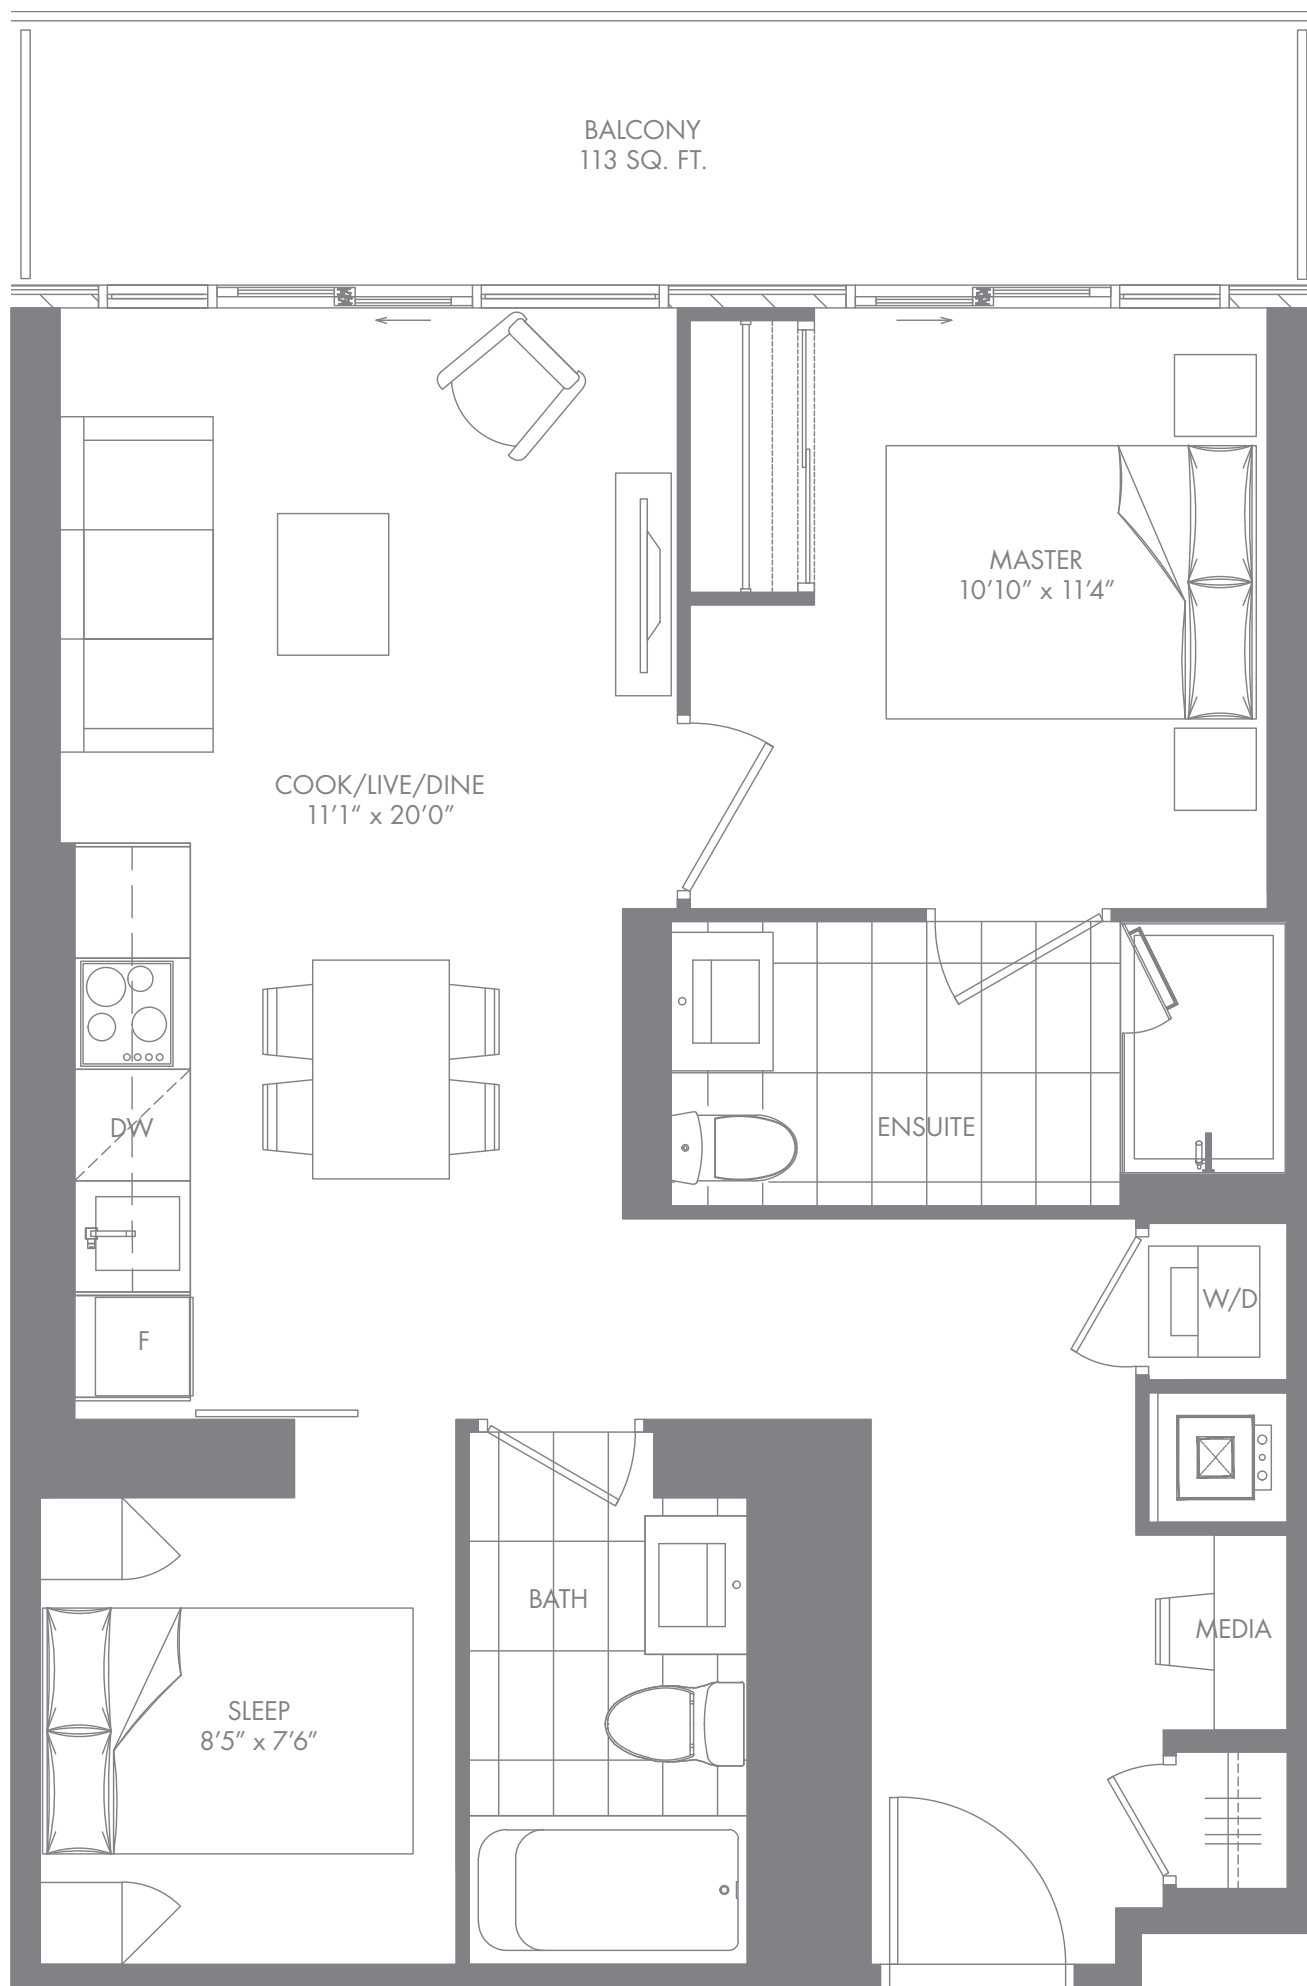 BALCONY
113 SQ. FT.
MASTER
10’10” x 11’4”
COOK/LIVE/DINE
11’1” x 20’0”
DW
ENSUITE
W/D
F
BATH
MEDIA
SLEEP
8’5” x 7’6”